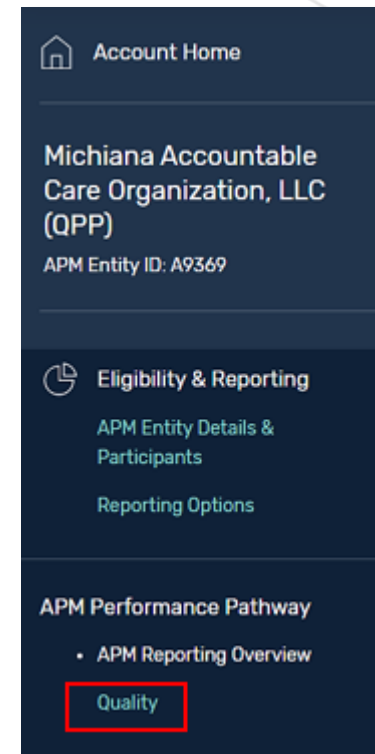 Account Home
Michiana Accountable
Care Organization, LLC
(QPP)
APM Entity ID: A9369
Eligibility & Reporting
APM Entity Details &
Participants
Reporting Options
APM Performance Pathway
• APM Reporting Overview
Quality